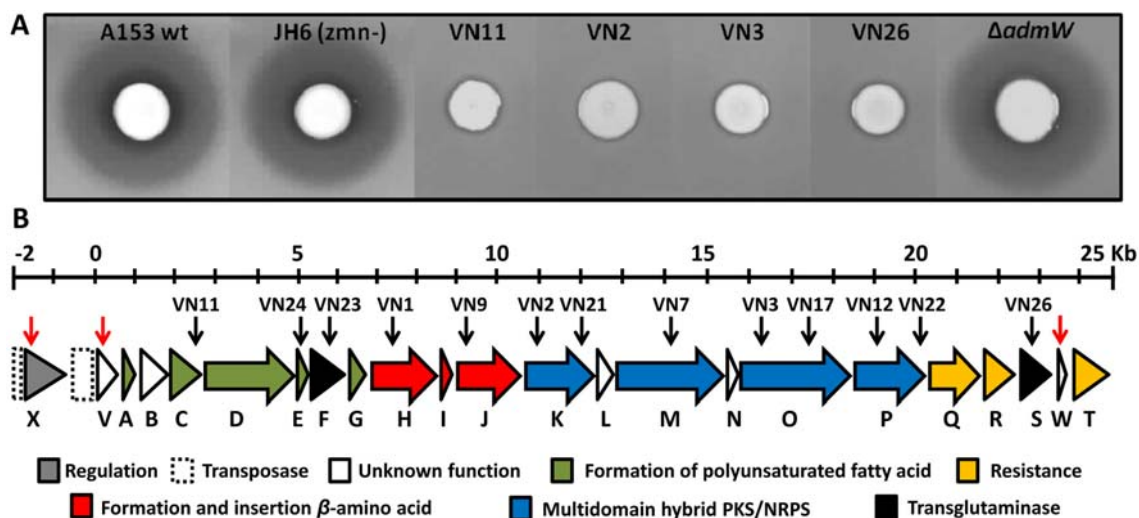 A
A153 wt JH6 (zmn-) VN11 VN2 VN3 VN26 ΔadmW
B
-2 0 5 10 15 20 25 Kb
VN11 VN24 VN23 VN1 VN9 VN2 VN21 VN7 VN3 VN17 VN12 VN22 VN26
X V A B C D E F G H I J K L M N O P Q R S W T
Regulation Transposase Unknown function Formation of polyunsaturated fatty acid Resistance
Formation and insertion β-amino acid Multidomain hybrid PKS/NRPS Transglutaminase